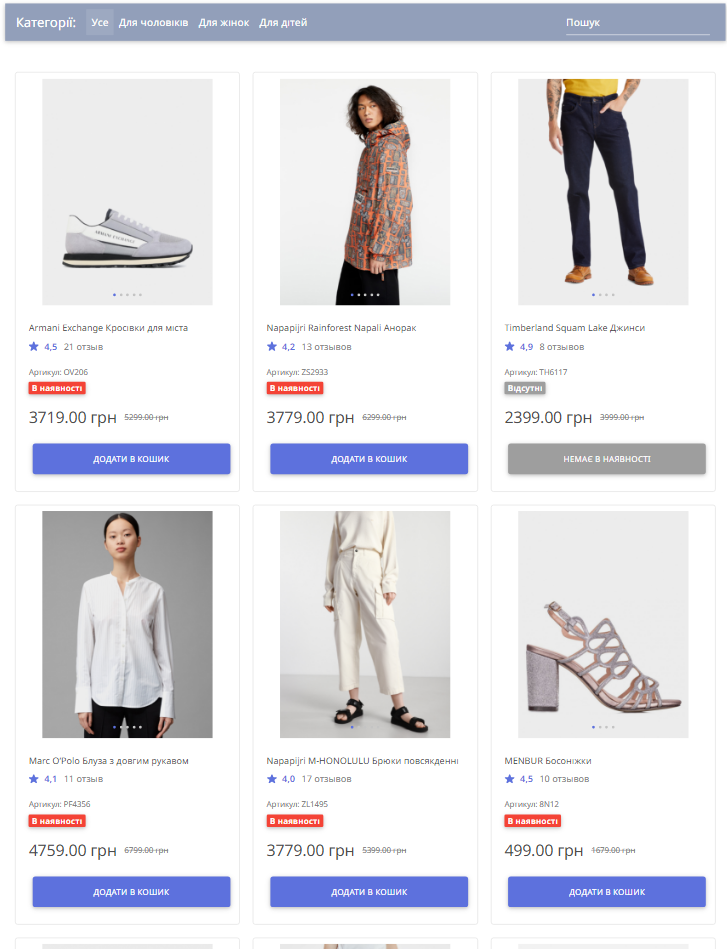 Категорії: Усе Для чоловіків Для жінок Для дітей Пошук
ARMANI EXCHANGE
Armani Exchange Кросівки для міста
4,5 21 отзыв
Артикул: OV206
В наявності
3719.00 грн 5299.00 грн
ДОДАТИ В КОШИК
Napapijri Rainforest Napali Анорак
4,2 13 отзывов
Артикул: ZS2933
В наявності
3779.00 грн 6299.00 грн
ДОДАТИ В КОШИК
Timberland Squam Lake Джинси
4,9 8 отзывов
Артикул: TH6117
Відсутні
2399.00 грн 3999.00 грн
НЕМАЄ В НАЯВНОСТІ
Marc O'Polo Блуза з довгим рукавом
4,1 11 отзыв
Артикул: PF4356
В наявності
4759.00 грн 6799.00 грн
ДОДАТИ В КОШИК
Napapijri M-HONOLULU Брюки повсякденні
4,0 17 отзывов
Артикул: ZL1495
В наявності
3779.00 грн 5399.00 грн
ДОДАТИ В КОШИК
MENBUR Босоніжки
4,5 10 отзывов
Артикул: 8N12
В наявності
499.00 грн 1679.00 грн
ДОДАТИ В КОШИК